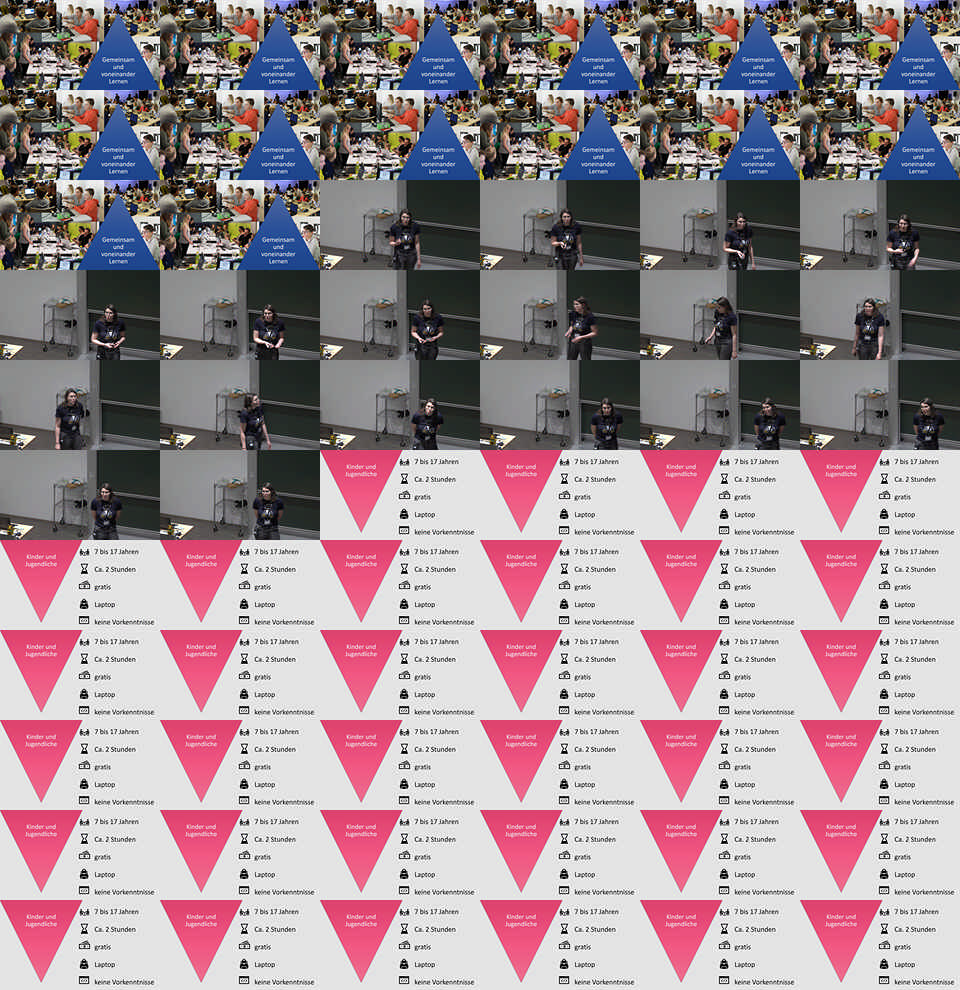 Gemeinsam
und
voneinander
Lernen
Kinder und
Jugendliche
7 bis 17 Jahren
Ca. 2 Stunden
gratis
Laptop
keine Vorkenntnisse